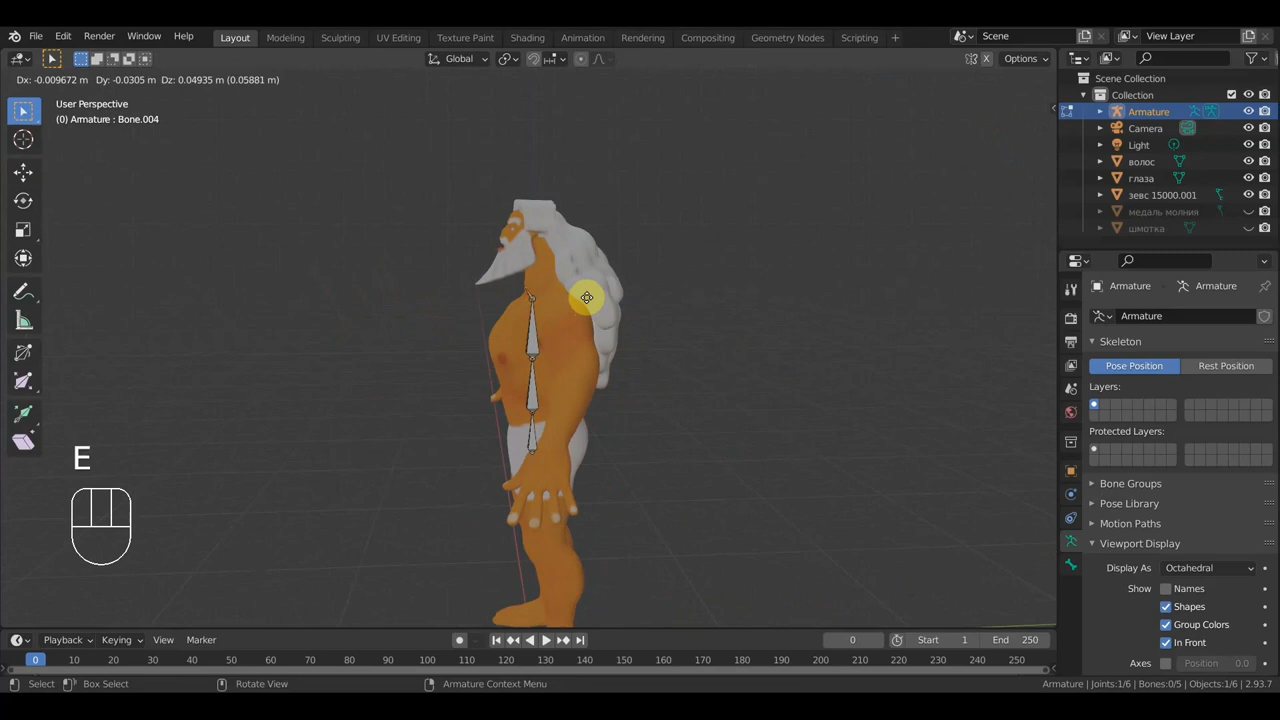 File Edit Render Window Help Layout Modeling Sculpting UV Editing Texture Paint Shading Animation Rendering Compositing Geometry Nodes Scripting + Scene View Layer
Global X Options
Dx: -0.009672 m Dy: -0.0305 m Dz: 0.04935 m (0.05881 m)
User Perspective
(0) Armature : Bone.004
Scene Collection
Collection
Armature
Camera
Light
волос
глаза
зевс 15000.001
медаль молния
шмотка
Armature Armature
Armature
Skeleton
Pose Position Rest Position
Layers:
Protected Layers:
Bone Groups
Pose Library
Motion Paths
Viewport Display
Display As Octahedral
Show Names
Shapes
Group Colors
In Front
Axes Position 0.0
E
Playback Keying View Marker 0 Start 1 End 250
0 10 20 30 40 50 60 70 80 90 100 110 120 130 140 150 160 170 180 190 200 210 220 230 240 250
Select Box Select Rotate View Armature Context Menu Armature | Joints:1/6 | Bones:0/5 | Objects:1/6 | 2.93.7